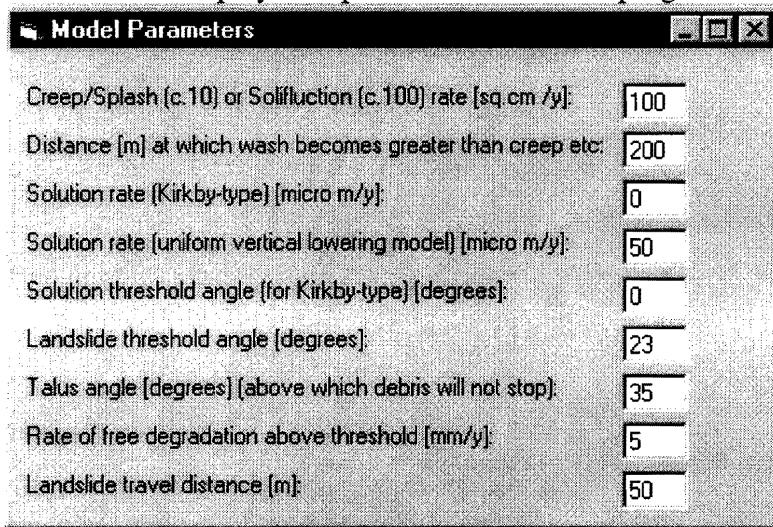 Model Parameters
Creep/Splash (c.10) or Solifluction (c.100) rate [sq.cm /y]: 100
Distance [m] at which wash becomes greater than creep etc: 200
Solution rate (Kirkby-type) [micro m/y]: 0
Solution rate (uniform vertical lowering model) [micro m/y]: 50
Solution threshold angle (for Kirkby-type) [degrees]: 0
Landslide threshold angle [degrees]: 23
Talus angle [degrees] (above which debris will not stop): 35
Rate of free degradation above threshold [mm/y]: 5
Landslide travel distance [m]: 50